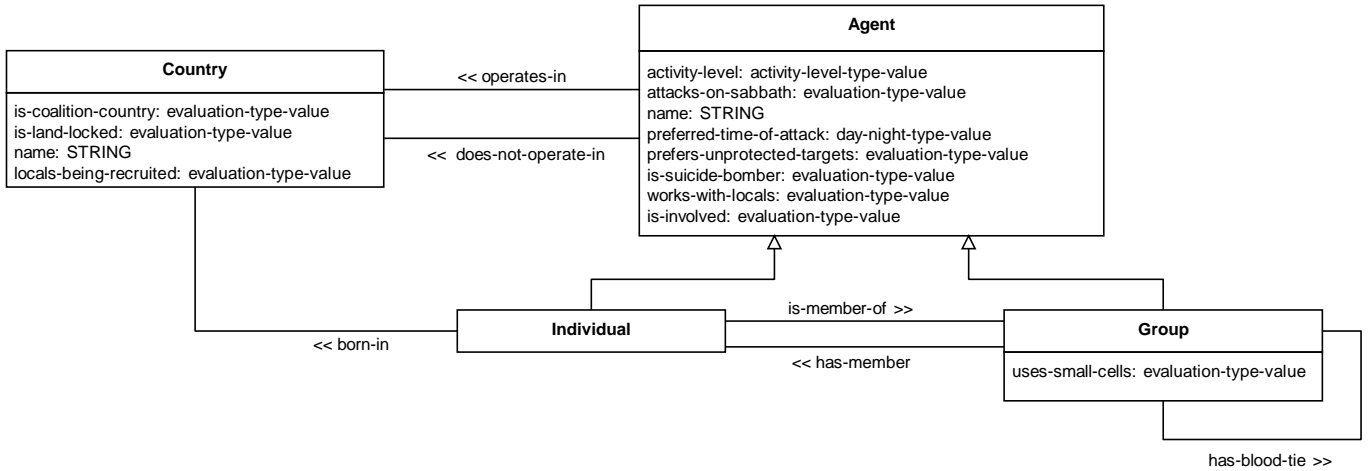 Agent
Country
<< operates-in
activity-level: activity-level-type-value
attacks-on-sabbath: evaluation-type-value
name: STRING
preferred-time-of-attack: day-night-type-value
prefers-unprotected-targets: evaluation-type-value
is-suicide-bomber: evaluation-type-value
works-with-locals: evaluation-type-value
is-involved: evaluation-type-value
is-coalition-country: evaluation-type-value
is-land-locked: evaluation-type-value
name: STRING
locals-being-recruited: evaluation-type-value
<< does-not-operate-in
is-member-of >>
Individual
Group
<< born-in
<< has-member
uses-small-cells: evaluation-type-value
has-blood-tie >>